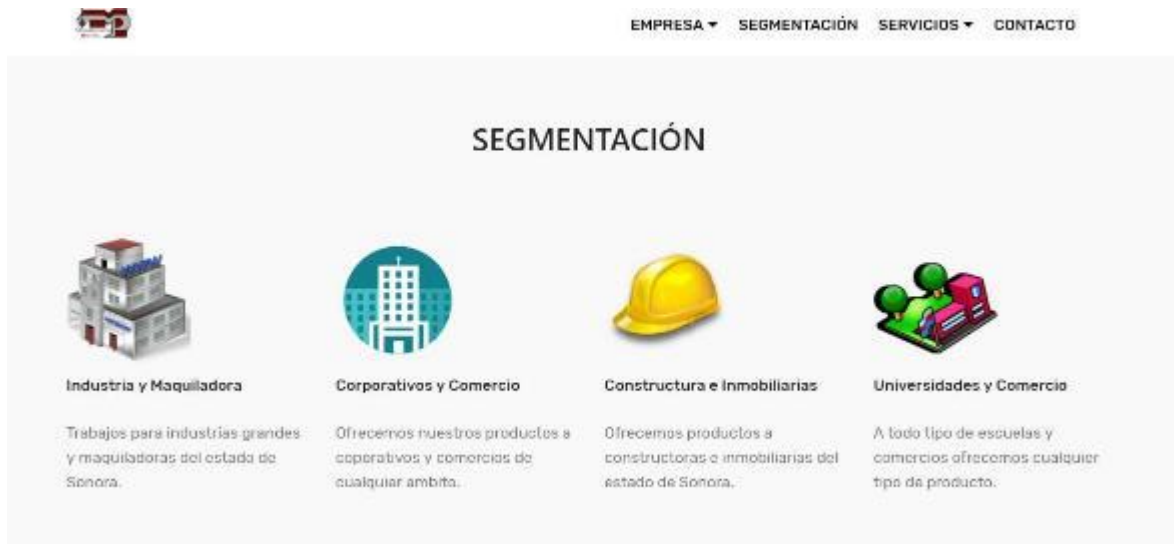 EMPRESA SEGMENTACIÓN SERVICIOS CONTACTO
SEGMENTACIÓN
Industria y Maquiladora
Trabajos para industrias grandes
y maquiladoras del estado de
Sonora.
Corporativos y Comercio
Ofrecemos nuestros productos a
coporativos y comercios de
cualquier ambito.
Constructura e Inmobiliarias
Ofrecemos productos a
constructoras e inmobiliarias del
estado de Sonora.
Universidades y Comercio
A todo tipo de escuelas y
comercios ofrecemos cualquier
tipo de producto.